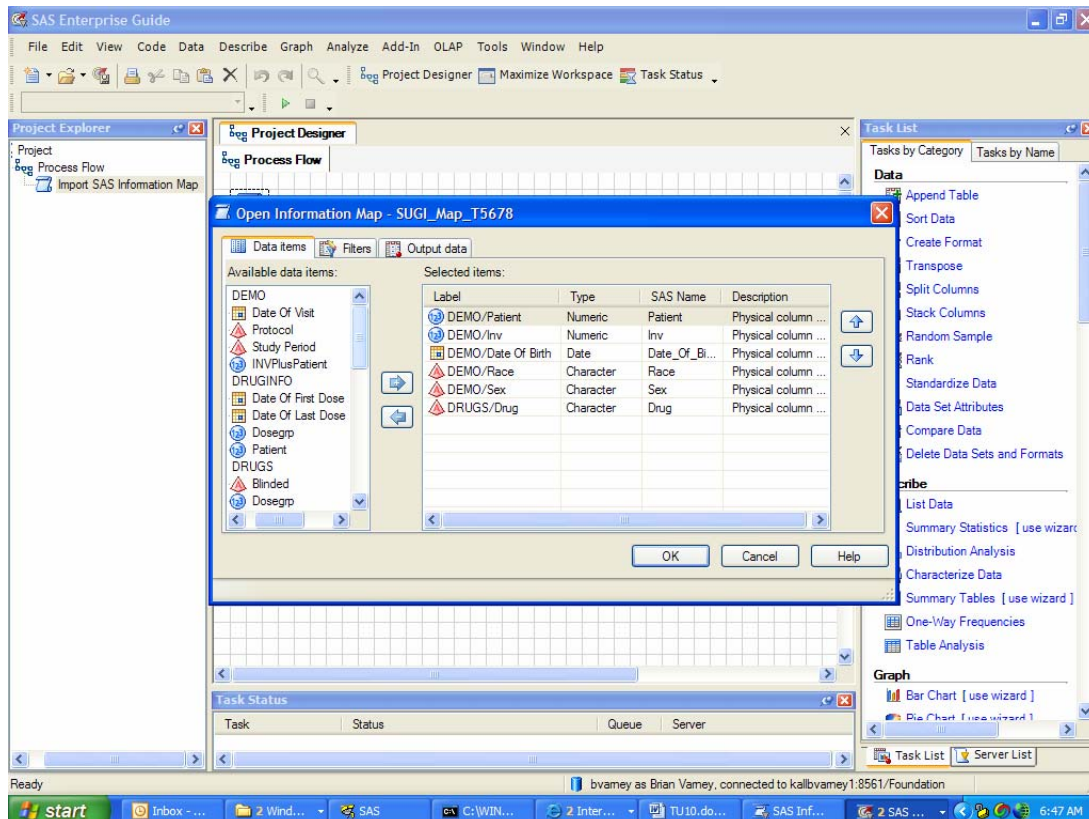 SAS Enterprise Guide
File Edit View Code Data Describe Graph Analyze Add-In OLAP Tools Window Help
Project Designer Maximize Workspace Task Status
Project Explorer
Project
Process Flow
Import SAS Information Map
Project Designer
Process Flow
Open Information Map - SUGI_Map_T5678
Data items Filters Output data
Available data items:
DEMO
Date Of Visit
Protocol
Study Period
INVPlusPatient
DRUGINFO
Date Of First Dose
Date Of Last Dose
Dosegrp
Patient
DRUGS
Blinded
Dosegrp
Selected items:
Label Type SAS Name Description
DEMO/Patient Numeric Patient Physical column ...
DEMO/Inv Numeric Inv Physical column ...
DEMO/Date Of Birth Date Date_Of_Bi... Physical column ...
DEMO/Race Character Race Physical column ...
DEMO/Sex Character Sex Physical column ...
DRUGS/Drug Character Drug Physical column ...
OK Cancel Help
Task Status
Task Status Queue Server
Task List
Tasks by Category Tasks by Name
Data
Append Table
Sort Data
Create Format
Transpose
Split Columns
Stack Columns
Random Sample
Rank
Standardize Data
Data Set Attributes
Compare Data
Delete Data Sets and Formats
cribe
List Data
Summary Statistics [ use wizard
Distribution Analysis
Characterize Data
Summary Tables [ use wizard ]
One-Way Frequencies
Table Analysis
Graph
Bar Chart [ use wizard ]
Pie Chart [ use wizard ]
Task List Server List
Ready
bvarney as Brian Varney, connected to kallbvarney1:8561/Foundation
start Inbox - ... 2 Wind... SAS C:\WIN... 2 Inter... TU10.do... SAS Inf... 2 SAS ... 6:47 AM